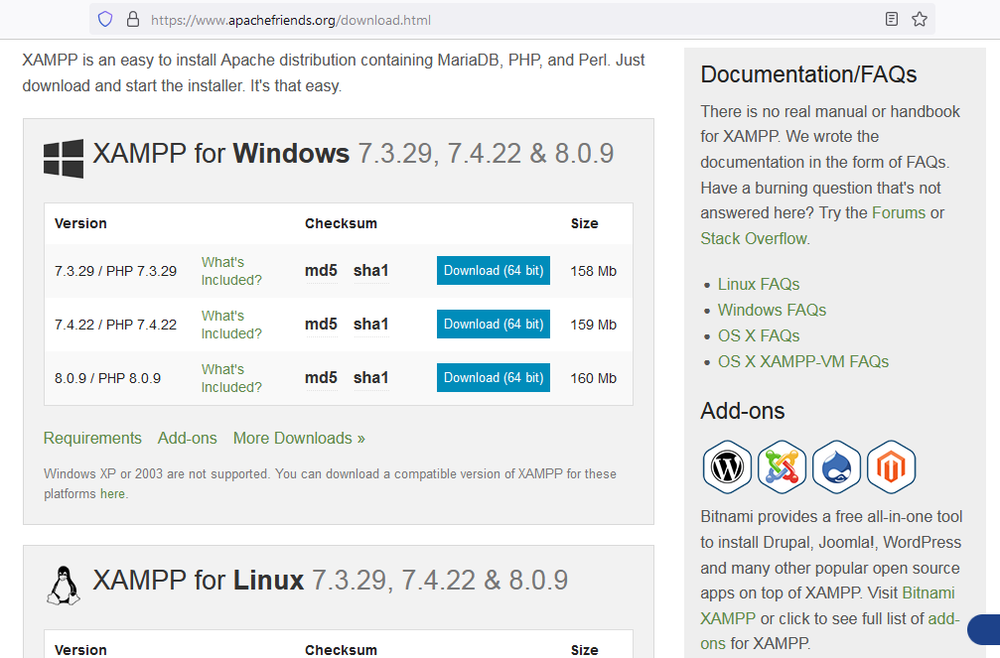 https://www.apachefriends.org/download.html
XAMPP is an easy to install Apache distribution containing MariaDB, PHP, and Perl. Just
download and start the installer. It's that easy.
XAMPP for Windows 7.3.29, 7.4.22 & 8.0.9
Version Checksum Size
7.3.29 / PHP 7.3.29 What's Included? md5 sha1 Download (64 bit) 158 Mb
7.4.22 / PHP 7.4.22 What's Included? md5 sha1 Download (64 bit) 159 Mb
8.0.9 / PHP 8.0.9 What's Included? md5 sha1 Download (64 bit) 160 Mb
Requirements Add-ons More Downloads »
Windows XP or 2003 are not supported. You can download a compatible version of XAMPP for these
platforms here.
XAMPP for Linux 7.3.29, 7.4.22 & 8.0.9
Version Checksum Size
Documentation/FAQs
There is no real manual or handbook
for XAMPP. We wrote the
documentation in the form of FAQs.
Have a burning question that's not
answered here? Try the Forums or
Stack Overflow.
• Linux FAQs
• Windows FAQs
• OS X FAQs
• OS X XAMPP-VM FAQs
Add-ons
Bitnami provides a free all-in-one tool
to install Drupal, Joomla!, WordPress
and many other popular open source
apps on top of XAMPP. Visit Bitnami
XAMPP or click to see full list of add-
ons for XAMPP.